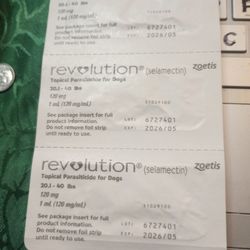 20.1 - 40 lbs
120 mg
1 mL (120 mg/mL)
See package insert for full
product information.
Do not remove foil strip
until ready to use.
LOT: 6727401
EXP: 2026/05
revolution® (selamectin)
zoetis
Topical Parasiticide for Dogs
20.1 - 40 lbs
120 mg
1 mL (120 mg/mL)
See package insert for full
product information.
Do not remove foil strip
until ready to use.
LOT: 6727401
EXP: 2026/05
revolution® (selamectin)
zoetis
Topical Parasiticide for Dogs
20.1 - 40 lbs
120 mg
1 mL (120 mg/mL)
See package insert for full
product information.
Do not remove foil strip
until ready to use.
LOT: 6727401
EXP: 2026/05